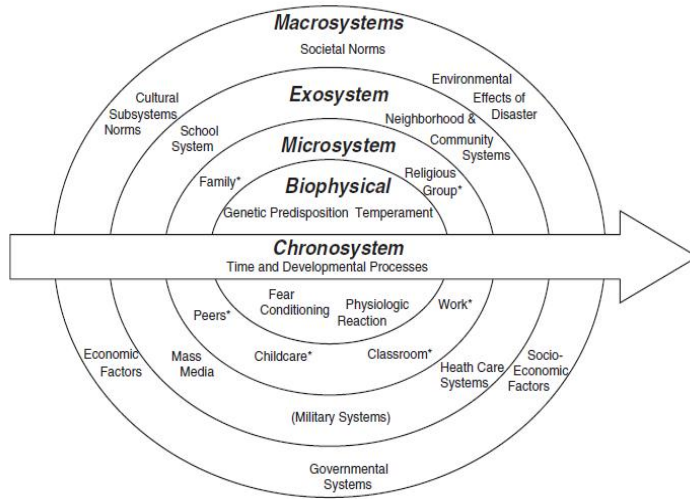 Macrosystems
Societal Norms
Environmental
Effects of
Disaster
Cultural
Subsystems
Norms
Exosystem
School
System
Neighborhood &
Community
Systems
Microsystem
Family*
Religious
Group*
Biophysical
Genetic Predisposition Temperament
Chronosystem
Time and Developmental Processes
Fear
Conditioning
Physiologic
Reaction
Peers*
Work*
Childcare*
Classroom*
Economic
Factors
Mass
Media
Heath Care
Systems
Socio-
Economic
Factors
(Military Systems)
Governmental
Systems